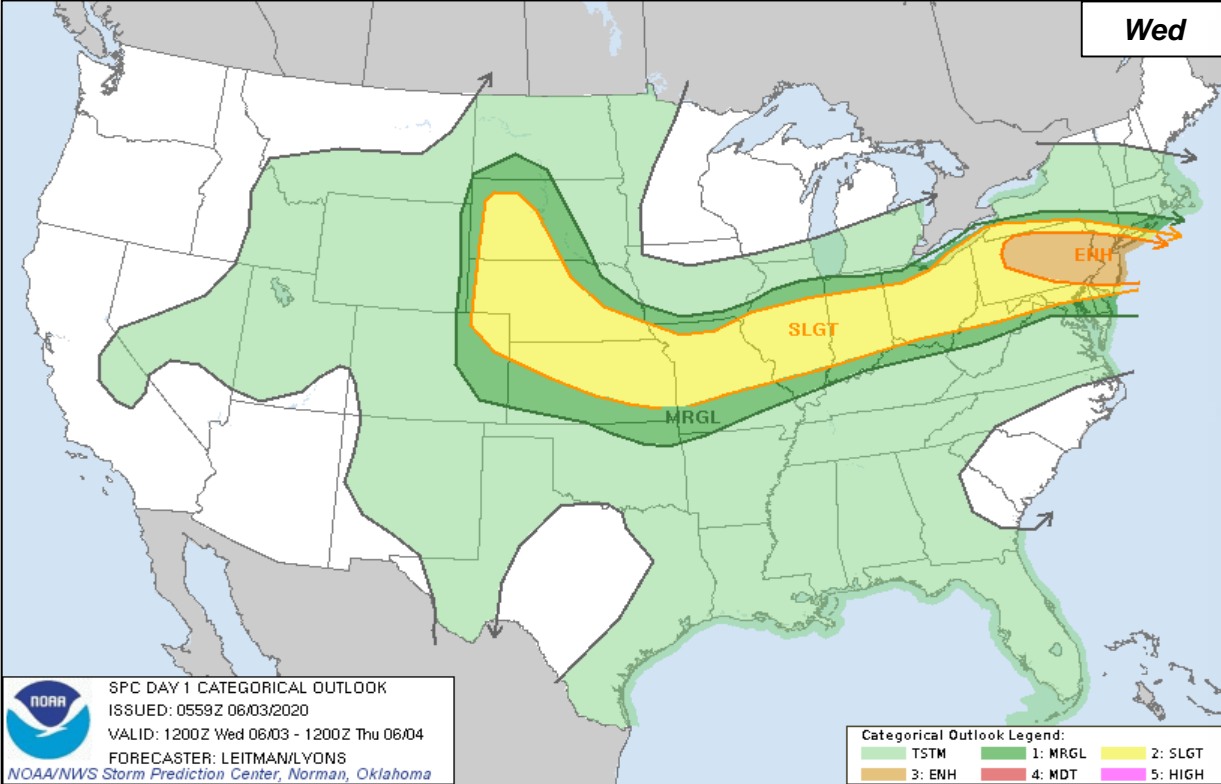 Wed
ENH
SLGT
MRGL
NOAA
SPC DAY 1 CATEGORICAL OUTLOOK
ISSUED: 0559Z 06/03/2020
VALID: 1200Z Wed 06/03 - 1200Z Thu 06/04
FORECASTER: LEITMAN/LYONS
NOAA/NWS Storm Prediction Center, Norman, Oklahoma
Categorical Outlook Legend:
TSTM 1: MRGL 2: SLGT
3: ENH 4: MDT 5: HIGH